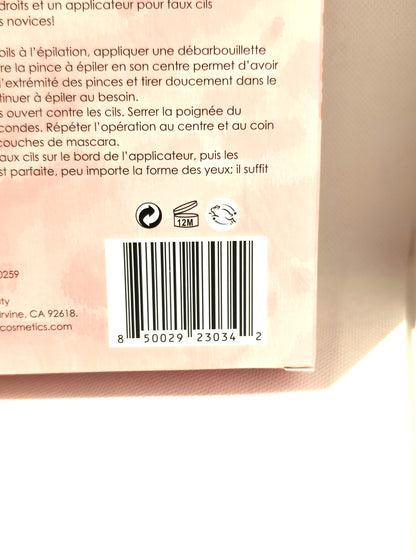 droits et un applicateur pour faux cils
s novices!
oils à l'épilation, appliquer une débarbouillette
re la pince à épiler en son centre permet d'avoir
l'extrémité des pinces et tirer doucement dans le
tinuer à épiler au besoin.
s ouvert contre les cils. Serrer la poignée du
condes. Répéter l'opération au centre et au coin
couches de mascara.
aux cils sur le bord de l'applicateur, puis les
st parfaite, peu importe la forme des yeux; il suffit
12M
0259
uty
rvine, CA 92618.
cosmetics.com
8 50029 23034 2